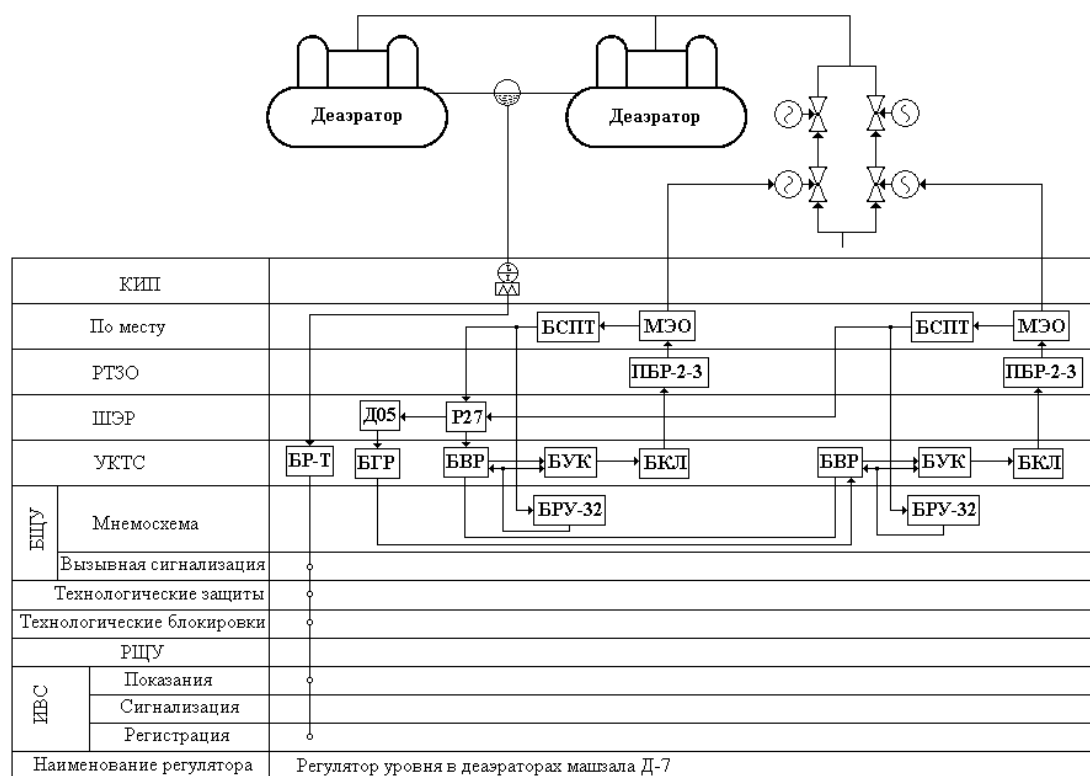 Деаэратор Деаэратор
КИП
По месту БСПТ МЭО БСПТ МЭО
РТЗО ПБР-2-3 ПБР-2-3
ШЭР Д05 Р27
УКТС БР-Т БГР БВР БУК БКЛ БВР БУК БКЛ
БЩУ
Мнемосхема БРУ-32 БРУ-32
Вызывная сигнализация
Технологические защиты
Технологические блокировки
РЩУ
ИВС
Показания
Сигнализация
Регистрация
Наименование регулятора Регулятор уровня в деаэраторах машзала Д-7